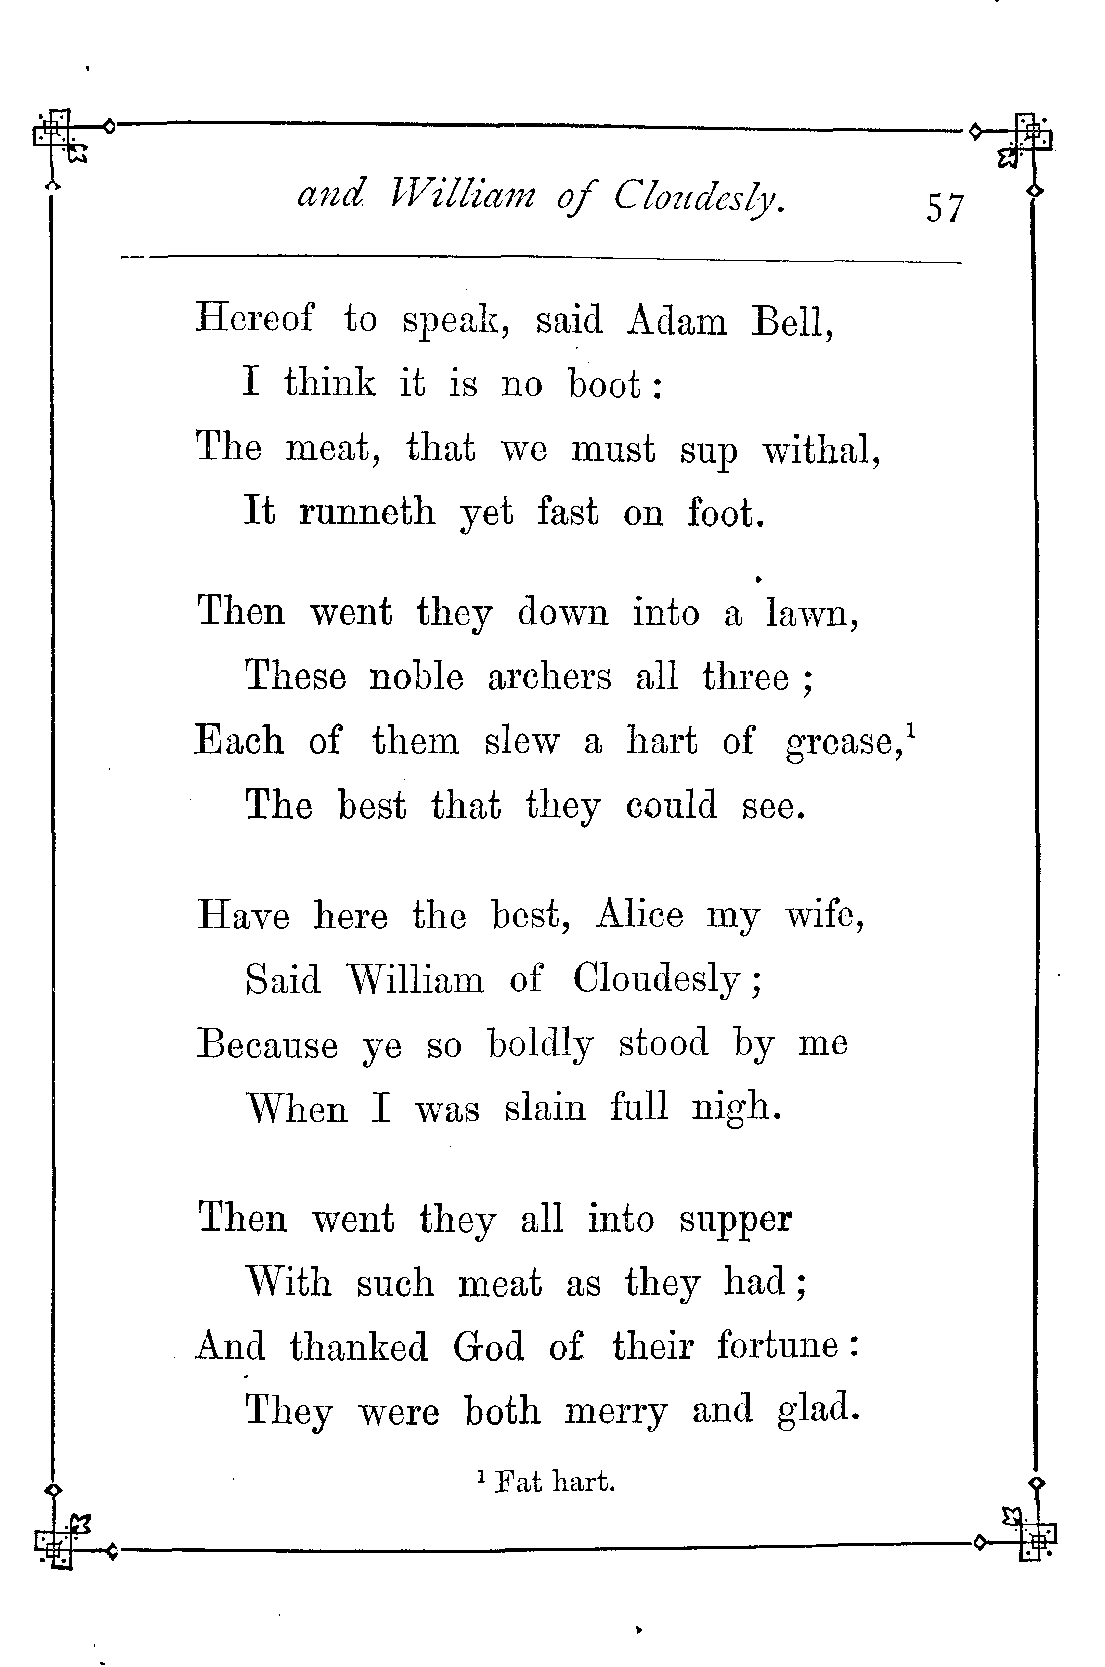 and William of Cloudesly. 57
Hereof to speak, said Adam Bell,
I think it is no boot :
The meat, that we must sup withal,
It runneth yet fast on foot.
Then went they down into a lawn,
These noble archers all three ;
Each of them slew a hart of grease,¹
The best that they could see.
Have here the best, Alice my wife,
Said William of Cloudesly ;
Because ye so boldly stood by me
When I was slain full nigh.
Then went they all into supper
With such meat as they had ;
And thanked God of their fortune :
They were both merry and glad.
¹ Fat hart.